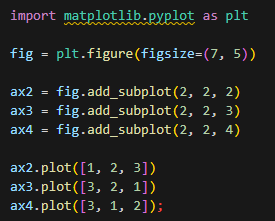 import matplotlib.pyplot as plt
fig = plt.figure(figsize=(7, 5))
ax2 = fig.add_subplot(2, 2, 2)
ax3 = fig.add_subplot(2, 2, 3)
ax4 = fig.add_subplot(2, 2, 4)
ax2.plot([1, 2, 3])
ax3.plot([3, 2, 1])
ax4.plot([3, 1, 2]);